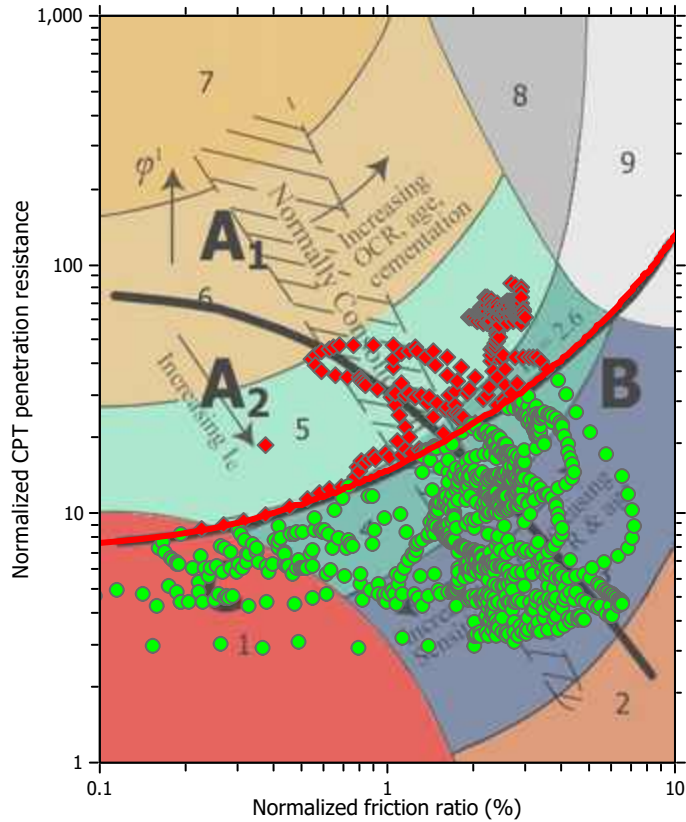 Normalized CPT penetration resistance
1,000
100
10
1
7
8
9
φ'
A1
Increasing
OCR, age,
cementation
Normally
6
A2
Increasing Ic
5
2.6
B
1
2
0.1
1
10
Normalized friction ratio (%)